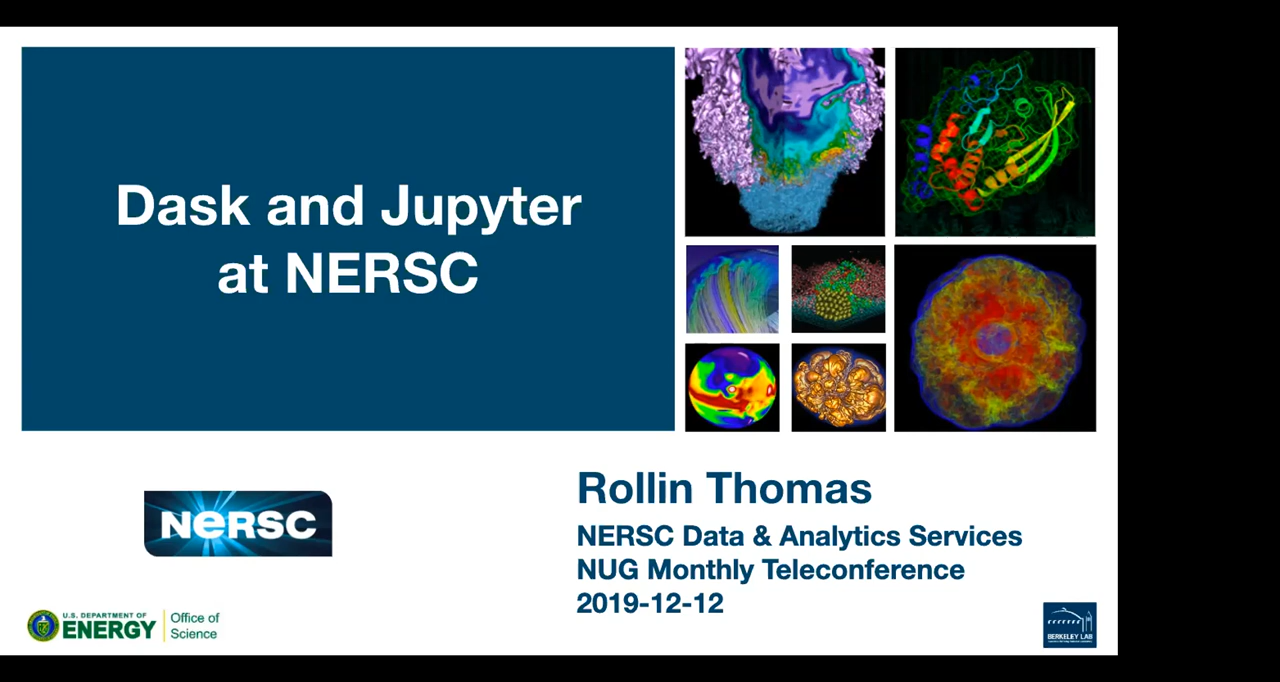 Dask and Jupyter
at NERSC
Rollin Thomas
NERSC Data & Analytics Services
NUG Monthly Teleconference
2019-12-12
NERSC
U.S. DEPARTMENT OF
ENERGY
Office of
Science
BERKELEY LAB